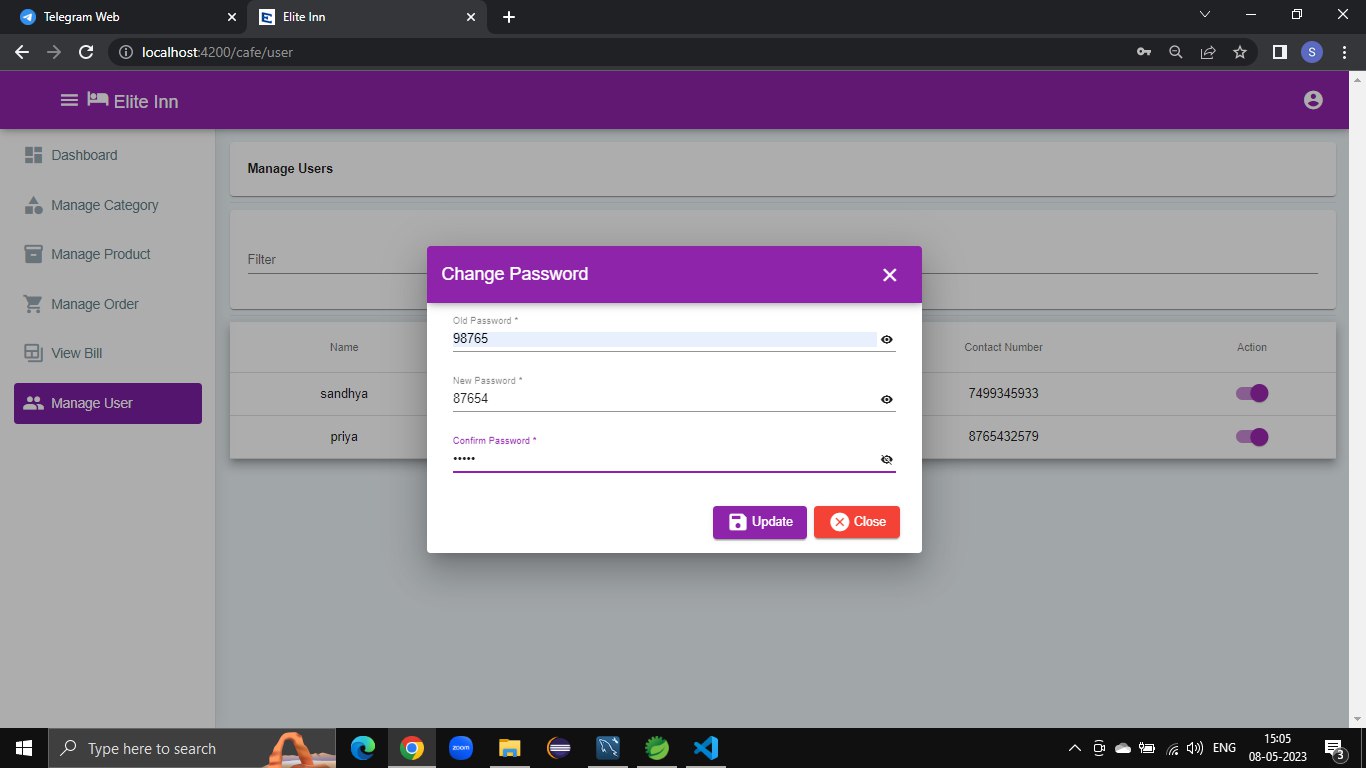 Telegram Web
Elite Inn
localhost:4200/cafe/user
S
Elite Inn
Dashboard
Manage Category
Manage Product
Manage Order
View Bill
Manage User
Manage Users
Filter
Name
Contact Number
Action
sandhya
7499345933
priya
8765432579
Change Password
Old Password *
98765
New Password *
87654
Confirm Password *
•••••
Update
Close
Type here to search
zoom
ENG
15:05
08-05-2023
3